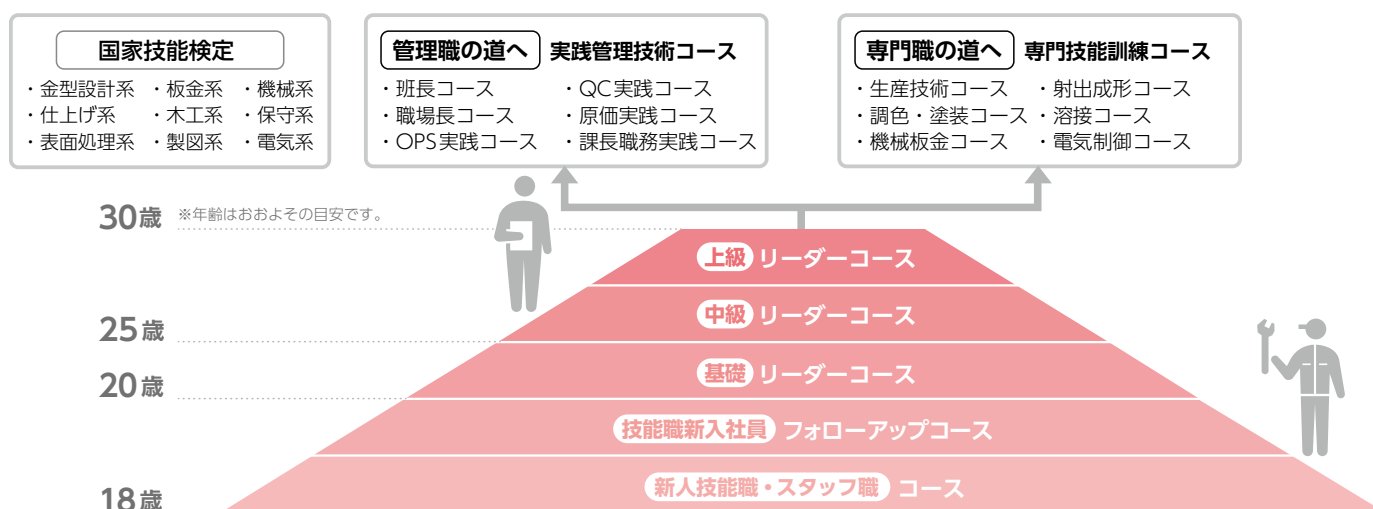 国家技能検定
・金型設計系 ・板金系 ・機械系
・仕上げ系 ・木工系 ・保守系
・表面処理系 ・製図系 ・電気系
管理職の道へ 実践管理技術コース
・班長コース ・QC実践コース
・職場長コース ・原価実践コース
・OPS実践コース ・課長職務実践コース
専門職の道へ 専門技能訓練コース
・生産技術コース ・射出成形コース
・調色・塗装コース ・溶接コース
・機械板金コース ・電気制御コース
30歳 ※年齢はおおよその目安です。
上級 リーダーコース
中級 リーダーコース
25歳
基礎 リーダーコース
20歳
技能職新入社員 フォローアップコース
新人技能職・スタッフ職 コース
18歳